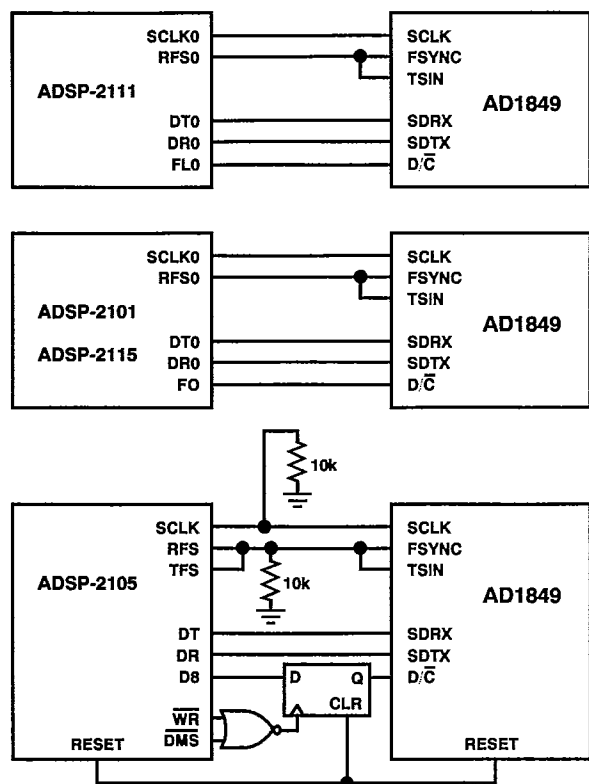 SCLK0 SCLK
RFS0 FSYNC
TSIN
ADSP-2111 AD1849
DT0 SDRX
DR0 SDTX
FL0 D/C̅
SCLK0 SCLK
RFS0 FSYNC
TSIN
ADSP-2101
AD1849
ADSP-2115
DT0 SDRX
DR0 SDTX
FO D/C̅
10k
SCLK SCLK
RFS FSYNC
TFS TSIN
10k
ADSP-2105 AD1849
DT SDRX
DR SDTX
D8 D Q D/C̅
CLR
W̅R̅
D̅M̅S̅
RESET RESET